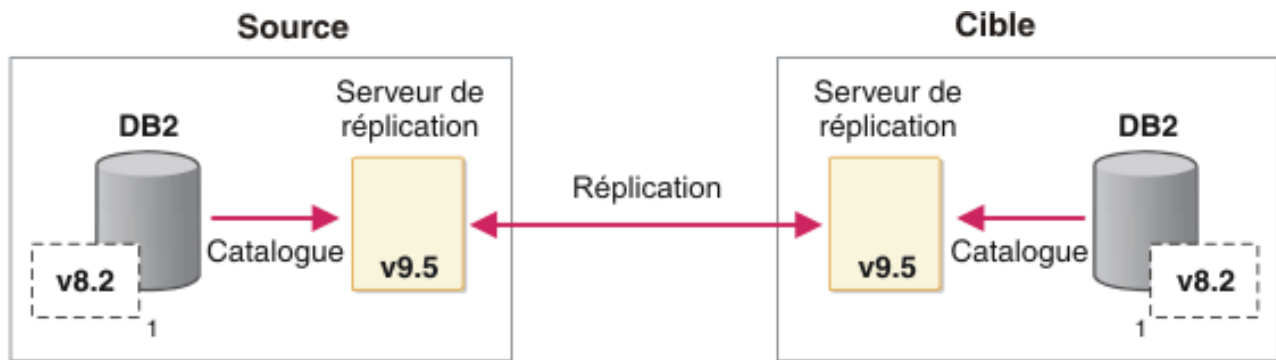 Source
Serveur de
réplication
DB2
Catalogue
v9.5
v8.2
1
Réplication
Cible
Serveur de
réplication
DB2
v9.5
Catalogue
v8.2
1